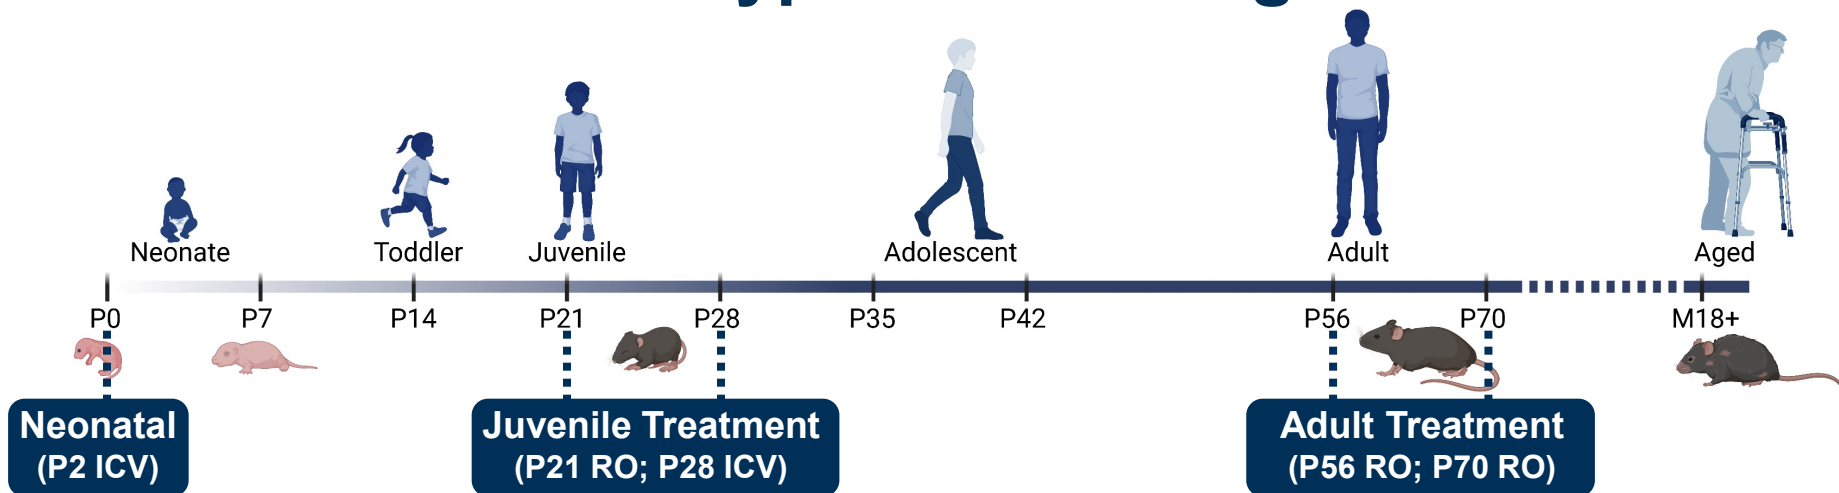 Neonate
Toddler
Juvenile
Adolescent
Adult
Aged
P0
P7
P14
P21
P28
P35
P42
P56
P70
M18+
Neonatal
(P2 ICV)
Juvenile Treatment
(P21 RO; P28 ICV)
Adult Treatment
(P56 RO; P70 RO)